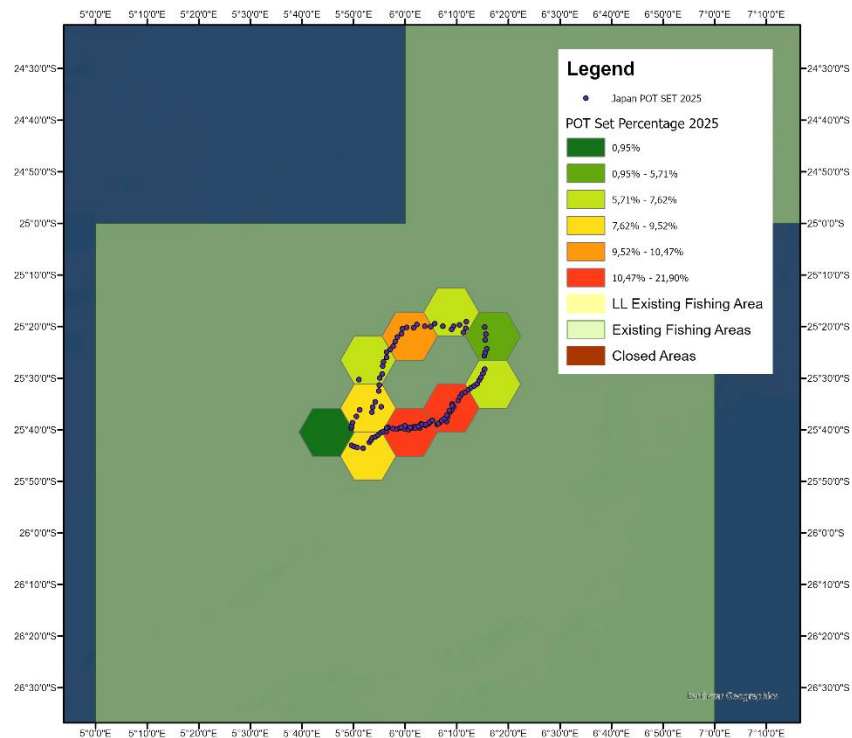 5°0'0"E 5°10'0"E 5°20'0"E 5°30'0"E 5°40'0"E 5°50'0"E 6°0'0"E 6°10'0"E 6°20'0"E 6°30'0"E 6°40'0"E 6°50'0"E 7°0'0"E 7°10'0"E
24°30'0"S 24°30'0"S
24°40'0"S 24°40'0"S
24°50'0"S 24°50'0"S
25°0'0"S 25°0'0"S
25°10'0"S 25°10'0"S
25°20'0"S 25°20'0"S
25°30'0"S 25°30'0"S
25°40'0"S 25°40'0"S
25°50'0"S 25°50'0"S
26°0'0"S 26°0'0"S
26°10'0"S 26°10'0"S
26°20'0"S 26°20'0"S
26°30'0"S 26°30'0"S
Legend
Japan POT SET 2025
POT Set Percentage 2025
0,95%
0,95% - 5,71%
5,71% - 7,62%
7,62% - 9,52%
9,52% - 10,47%
10,47% - 21,90%
LL Existing Fishing Area
Existing Fishing Areas
Closed Areas
Geographics
5°0'0"E 5°10'0"E 5°20'0"E 5°30'0"E 5°40'0"E 5°50'0"E 6°0'0"E 6°10'0"E 6°20'0"E 6°30'0"E 6°40'0"E 6°50'0"E 7°0'0"E 7°10'0"E